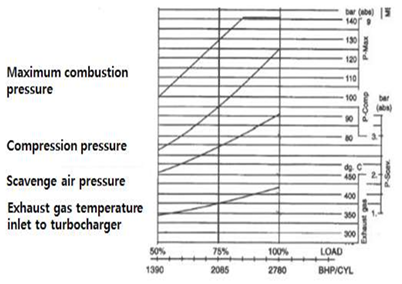 bar (abs)
140
130
120
110
100
90
80
P-Max
P-Comp
MI
bar
(abs)
3.
2.
1.
P-Scav.
dg. C
450
400
350
300
Exhaust gas
Maximum combustion
pressure
Compression pressure
Scavenge air pressure
Exhaust gas temperature
inlet to turbocharger
50% 75% 100% LOAD
1390 2085 2780 BHP/CYL